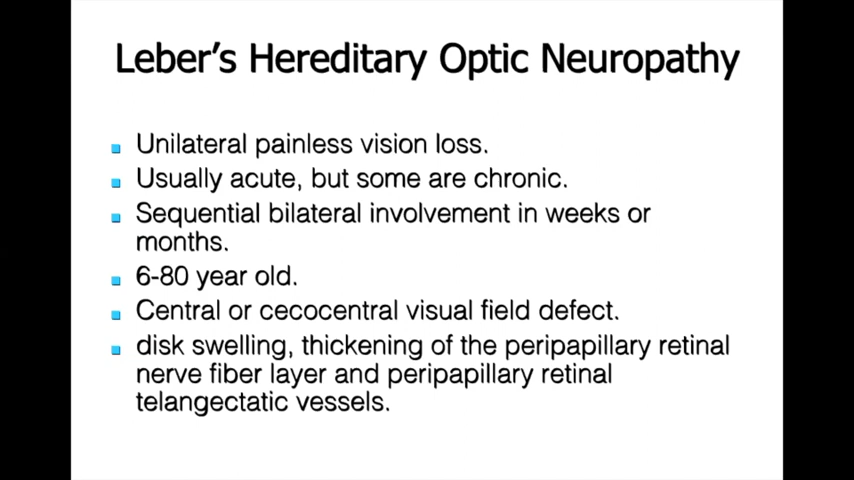 Leber's Hereditary Optic Neuropathy
Unilateral painless vision loss.
Usually acute, but some are chronic.
Sequential bilateral involvement in weeks or
months.
6-80 year old.
Central or cecocentral visual field defect.
disk swelling, thickening of the peripapillary retinal
nerve fiber layer and peripapillary retinal
telangectatic vessels.